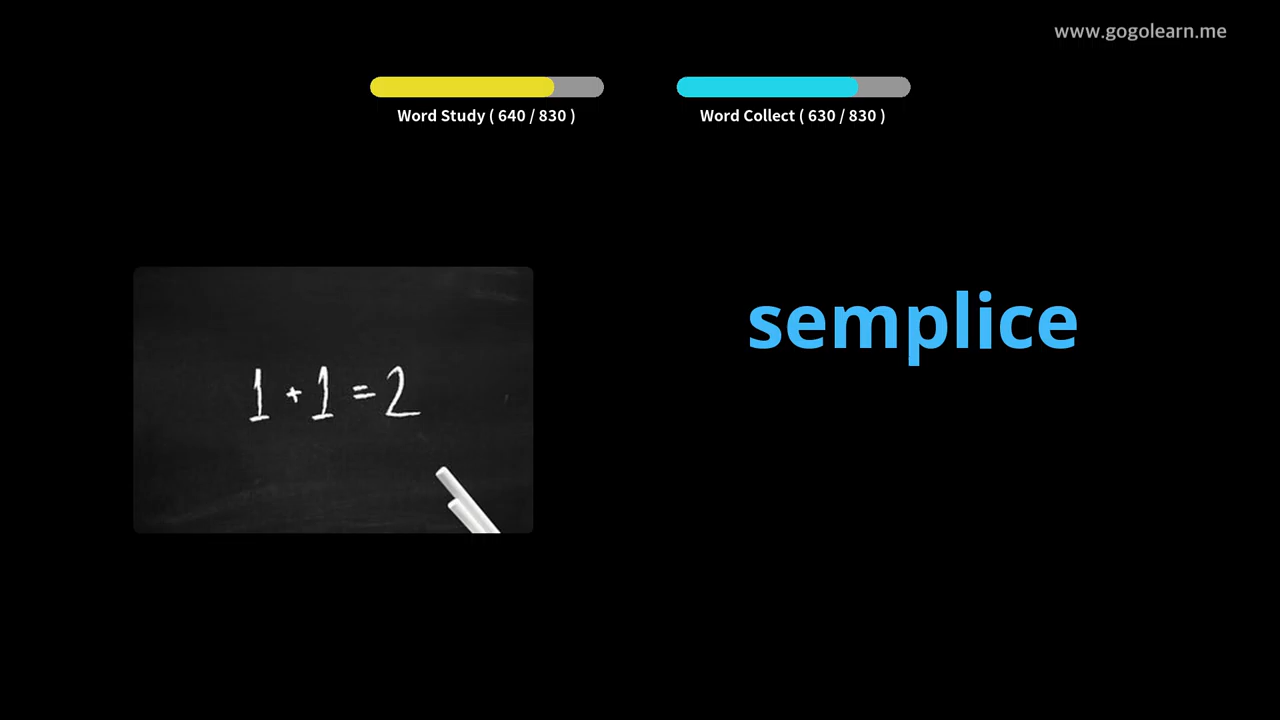 www.gogolearn.me
Word Study ( 640 / 830 )
Word Collect ( 630 / 830 )
semplice
1 + 1 = 2